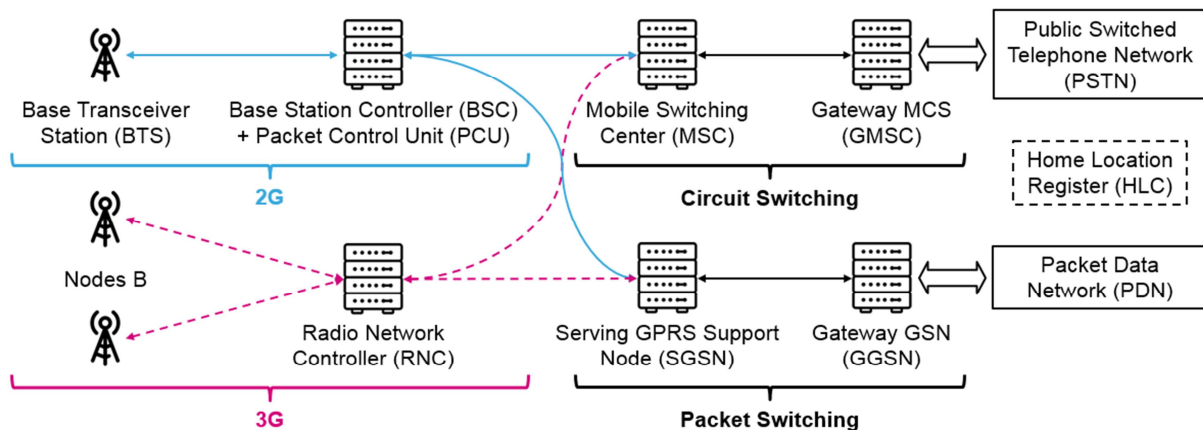 Base Transceiver
Station (BTS)
Base Station Controller (BSC)
+ Packet Control Unit (PCU)
Mobile Switching
Center (MSC)
Gateway MCS
(GMSC)
Public Switched
Telephone Network
(PSTN)
2G
Circuit Switching
Home Location
Register (HLC)
Nodes B
Radio Network
Controller (RNC)
Serving GPRS Support
Node (SGSN)
Gateway GSN
(GGSN)
Packet Data
Network (PDN)
3G
Packet Switching